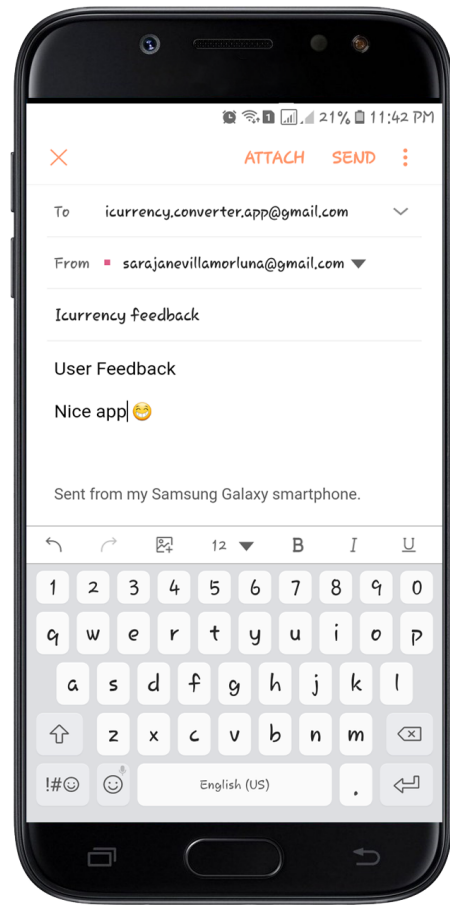 21% 11:42 PM
ATTACH SEND
To icurrency.converter.app@gmail.com
From sarajanevillamorluna@gmail.com
Icurrency feedback
User Feedback
Nice app😁
Sent from my Samsung Galaxy smartphone.
12 B I U
1 2 3 4 5 6 7 8 9 0
q w e r t y u i o p
a s d f g h j k l
z x c v b n m
!#☺ English (US) .